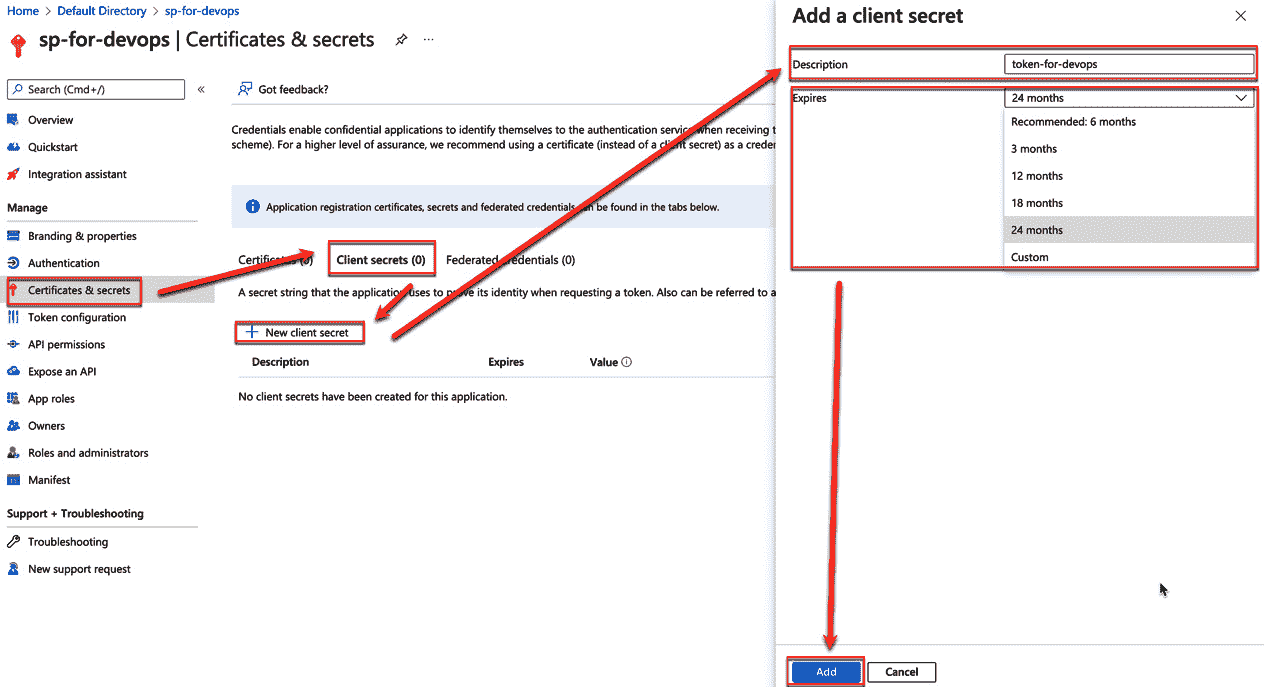 Home > Default Directory > sp-for-devops
sp-for-devops | Certificates & secrets
Search (Cmd+/)
Overview
Quickstart
Integration assistant
Manage
Branding & properties
Authentication
Certificates & secrets
Token configuration
API permissions
Expose an API
App roles
Owners
Roles and administrators
Manifest
Support + Troubleshooting
Troubleshooting
New support request
Got feedback?
Credentials enable confidential applications to identify themselves to the authentication service when receiving t
scheme). For a higher level of assurance, we recommend using a certificate (instead of a client secret) as a creden
Application registration certificates, secrets and federated credentials can be found in the tabs below.
Certificates (0)
Client secrets (0)
Federated credentials (0)
A secret string that the application uses to prove its identity when requesting a token. Also can be referred to a
+ New client secret
Description
Expires
Value
No client secrets have been created for this application.
Add a client secret
Description
token-for-devops
Expires
24 months
Recommended: 6 months
3 months
12 months
18 months
24 months
Custom
Add
Cancel